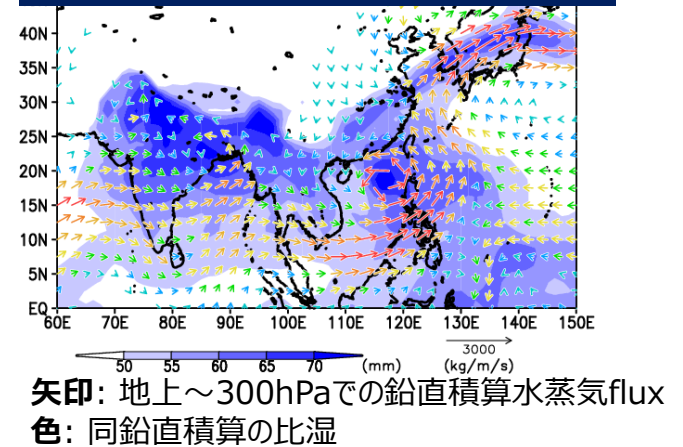 40N
35N
30N
25N
20N
15N
10N
5N
EQ
60E 70E 80E 90E 100E 110E 120E 130E 140E 150E
50 55 60 65 70 (mm)
3000
(kg/m/s)
矢印: 地上～300hPaでの鉛直積算水蒸気flux
色: 同鉛直積算の比湿